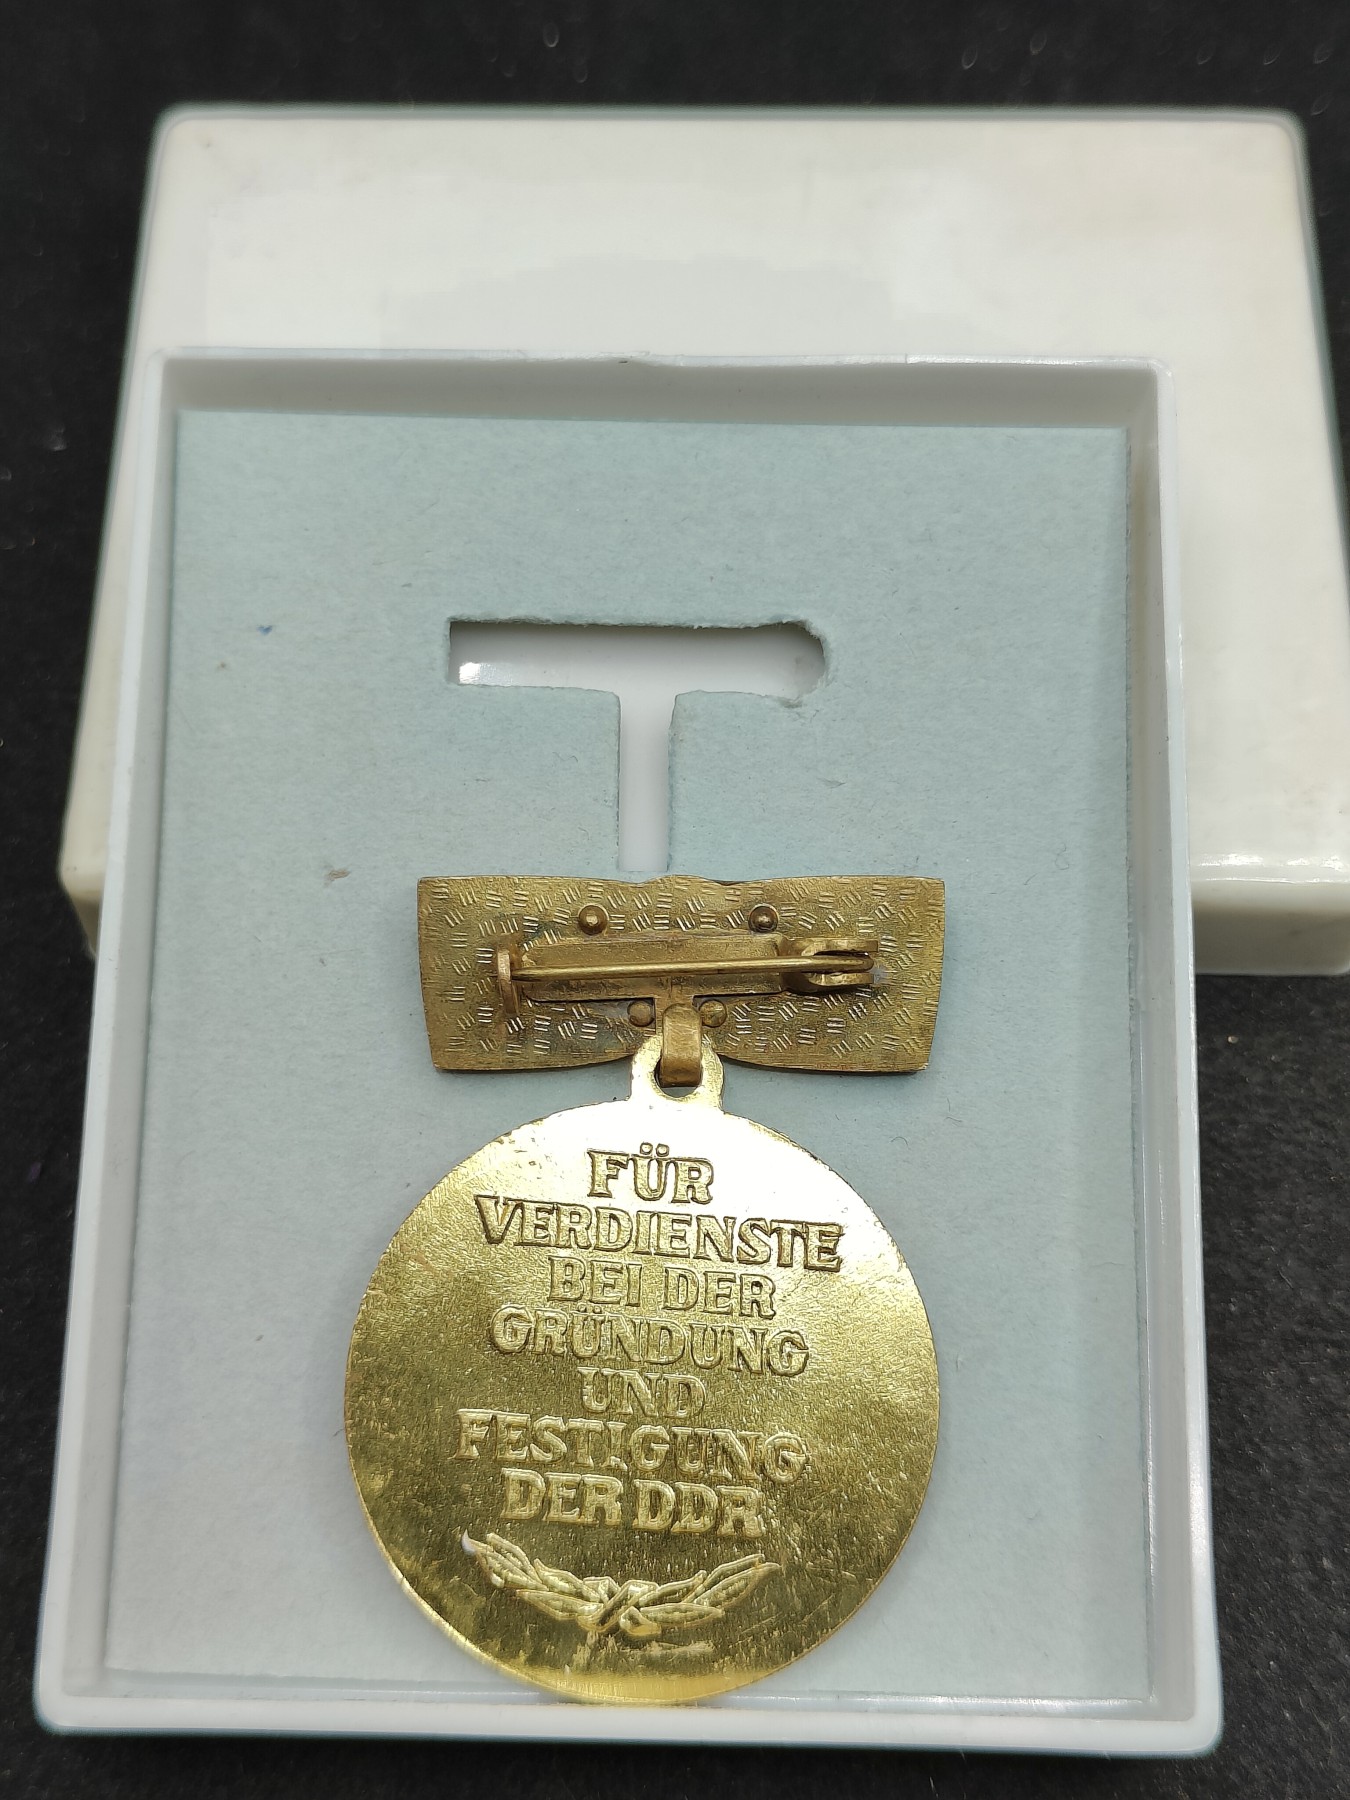 FÜR
VERDIENSTE
BEI DER
GRÜNDUNG
UND
FESTIGUNG
DER DDR